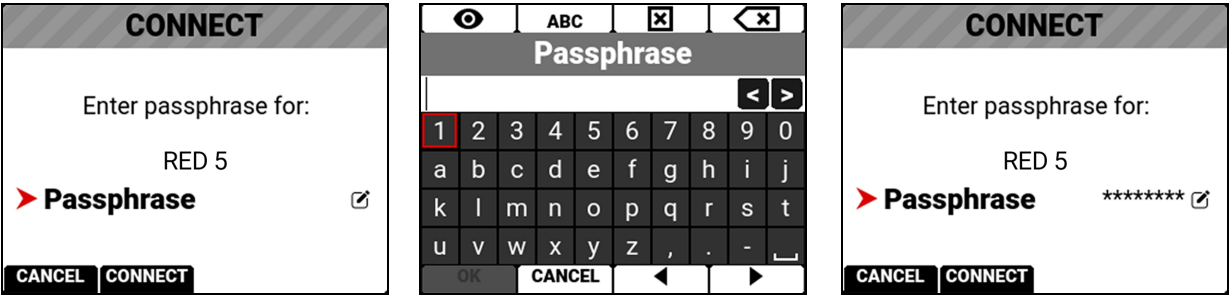 CONNECT
Enter passphrase for:
RED 5
Passphrase
CANCEL CONNECT
ABC
Passphrase
< >
1 2 3 4 5 6 7 8 9 0
a b c d e f g h i j
k l m n o p q r s t
u v w x y z , . -
OK CANCEL
CONNECT
Enter passphrase for:
RED 5
Passphrase ********
CANCEL CONNECT